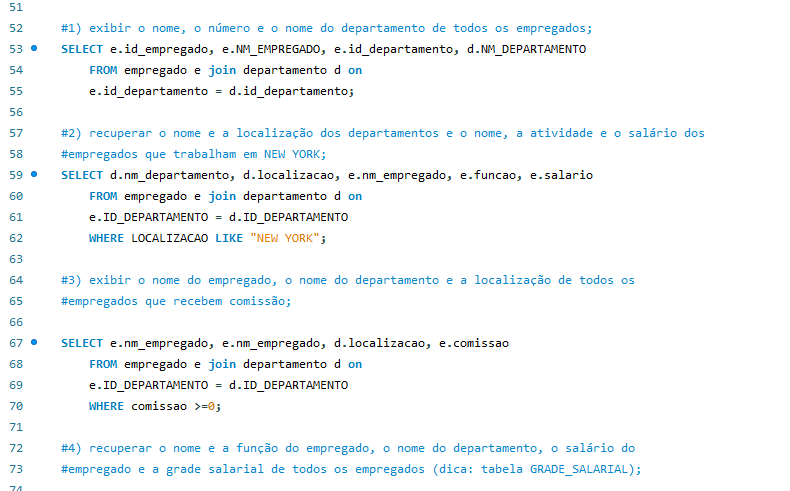 51
52 #1) exibir o nome, o número e o nome do departamento de todos os empregados;
53 SELECT e.id_empregado, e.NM_EMPREGADO, e.id_departamento, d.NM_DEPARTAMENTO
54 FROM empregado e join departamento d on
55 e.id_departamento = d.id_departamento;
56
57 #2) recuperar o nome e a localização dos departamentos e o nome, a atividade e o salário dos
58 #empregados que trabalham em NEW YORK;
59 SELECT d.nm_departamento, d.localizacao, e.nm_empregado, e.funcao, e.salario
60 FROM empregado e join departamento d on
61 e.ID_DEPARTAMENTO = d.ID_DEPARTAMENTO
62 WHERE LOCALIZACAO LIKE "NEW YORK";
63
64 #3) exibir o nome do empregado, o nome do departamento e a localização de todos os
65 #empregados que recebem comissão;
66
67 SELECT e.nm_empregado, e.nm_empregado, d.localizacao, e.comissao
68 FROM empregado e join departamento d on
69 e.ID_DEPARTAMENTO = d.ID_DEPARTAMENTO
70 WHERE comissao >=0;
71
72 #4) recuperar o nome e a função do empregado, o nome do departamento, o salário do
73 #empregado e a grade salarial de todos os empregados (dica: tabela GRADE_SALARIAL);
74